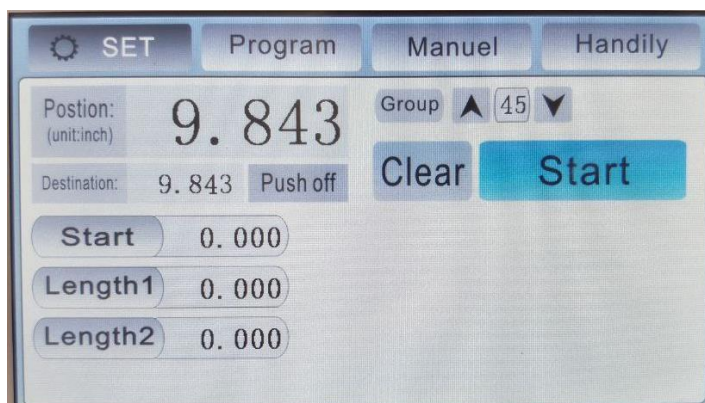 SET Program Manuel Handily
Postion: 9.843
(unit:inch)
Group 45
Destination: 9.843 Push off
Clear Start
Start 0.000
Length1 0.000
Length2 0.000